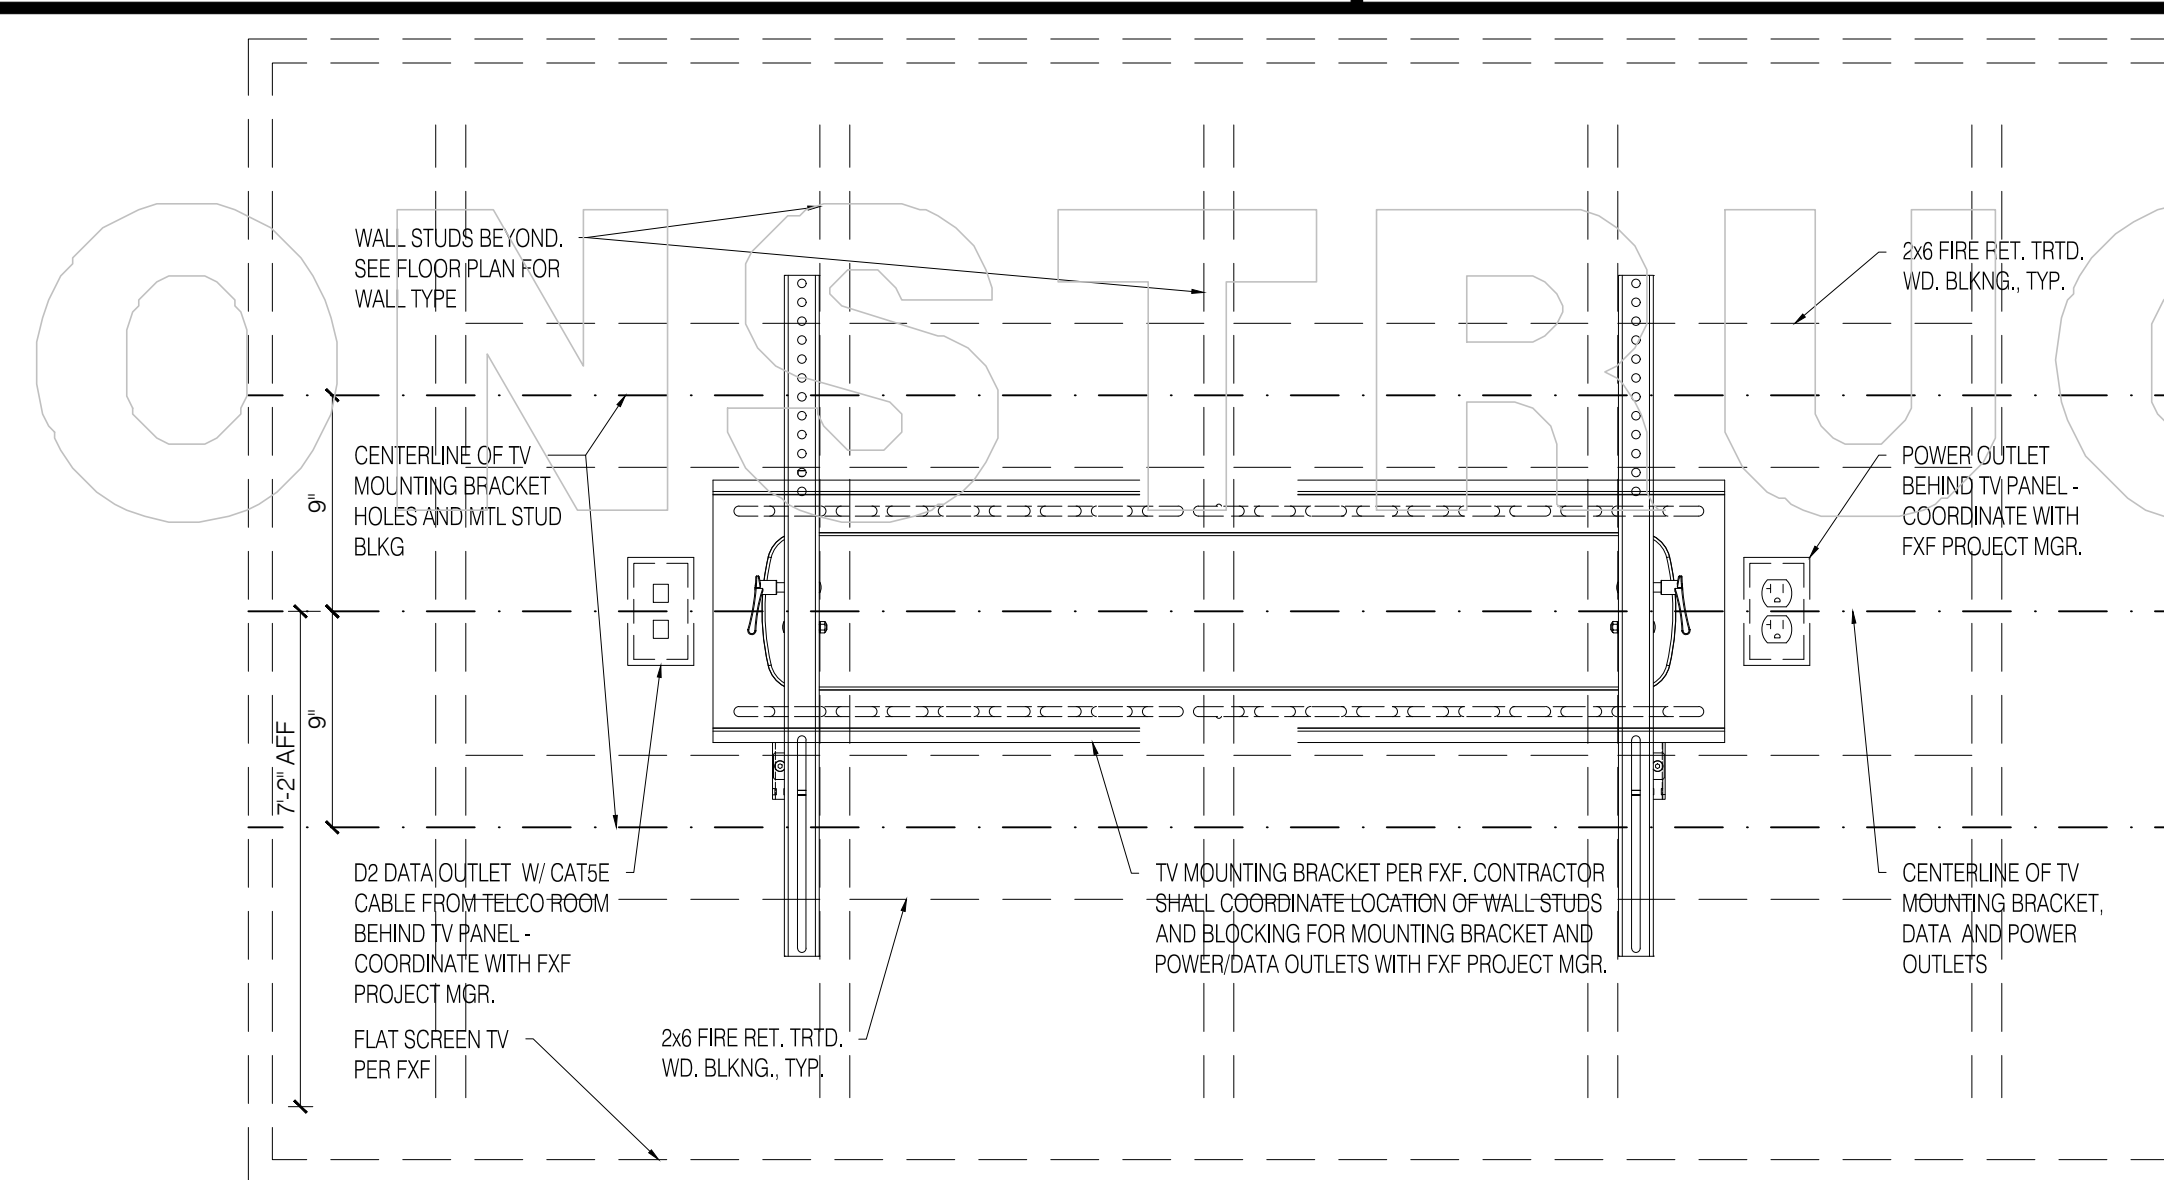 WALL STUDS BEYOND.
SEE FLOOR PLAN FOR
WALL TYPE
2x6 FIRE RET. TRTD.
WD. BLKNG., TYP.
CENTERLINE OF TV
MOUNTING BRACKET
HOLES AND MTL STUD
BLKG
POWER OUTLET
BEHIND TV PANEL -
COORDINATE WITH
FXF PROJECT MGR.
9"
9"
7'-2" AFF
D2 DATA OUTLET W/ CAT5E
CABLE FROM TELCO ROOM
BEHIND TV PANEL -
COORDINATE WITH FXF
PROJECT MGR.
TV MOUNTING BRACKET PER FXF. CONTRACTOR
SHALL COORDINATE LOCATION OF WALL STUDS
AND BLOCKING FOR MOUNTING BRACKET AND
POWER/DATA OUTLETS WITH FXF PROJECT MGR.
CENTERLINE OF TV
MOUNTING BRACKET,
DATA AND POWER
OUTLETS
FLAT SCREEN TV
PER FXF
2x6 FIRE RET. TRTD.
WD. BLKNG., TYP.
ONSTRUC